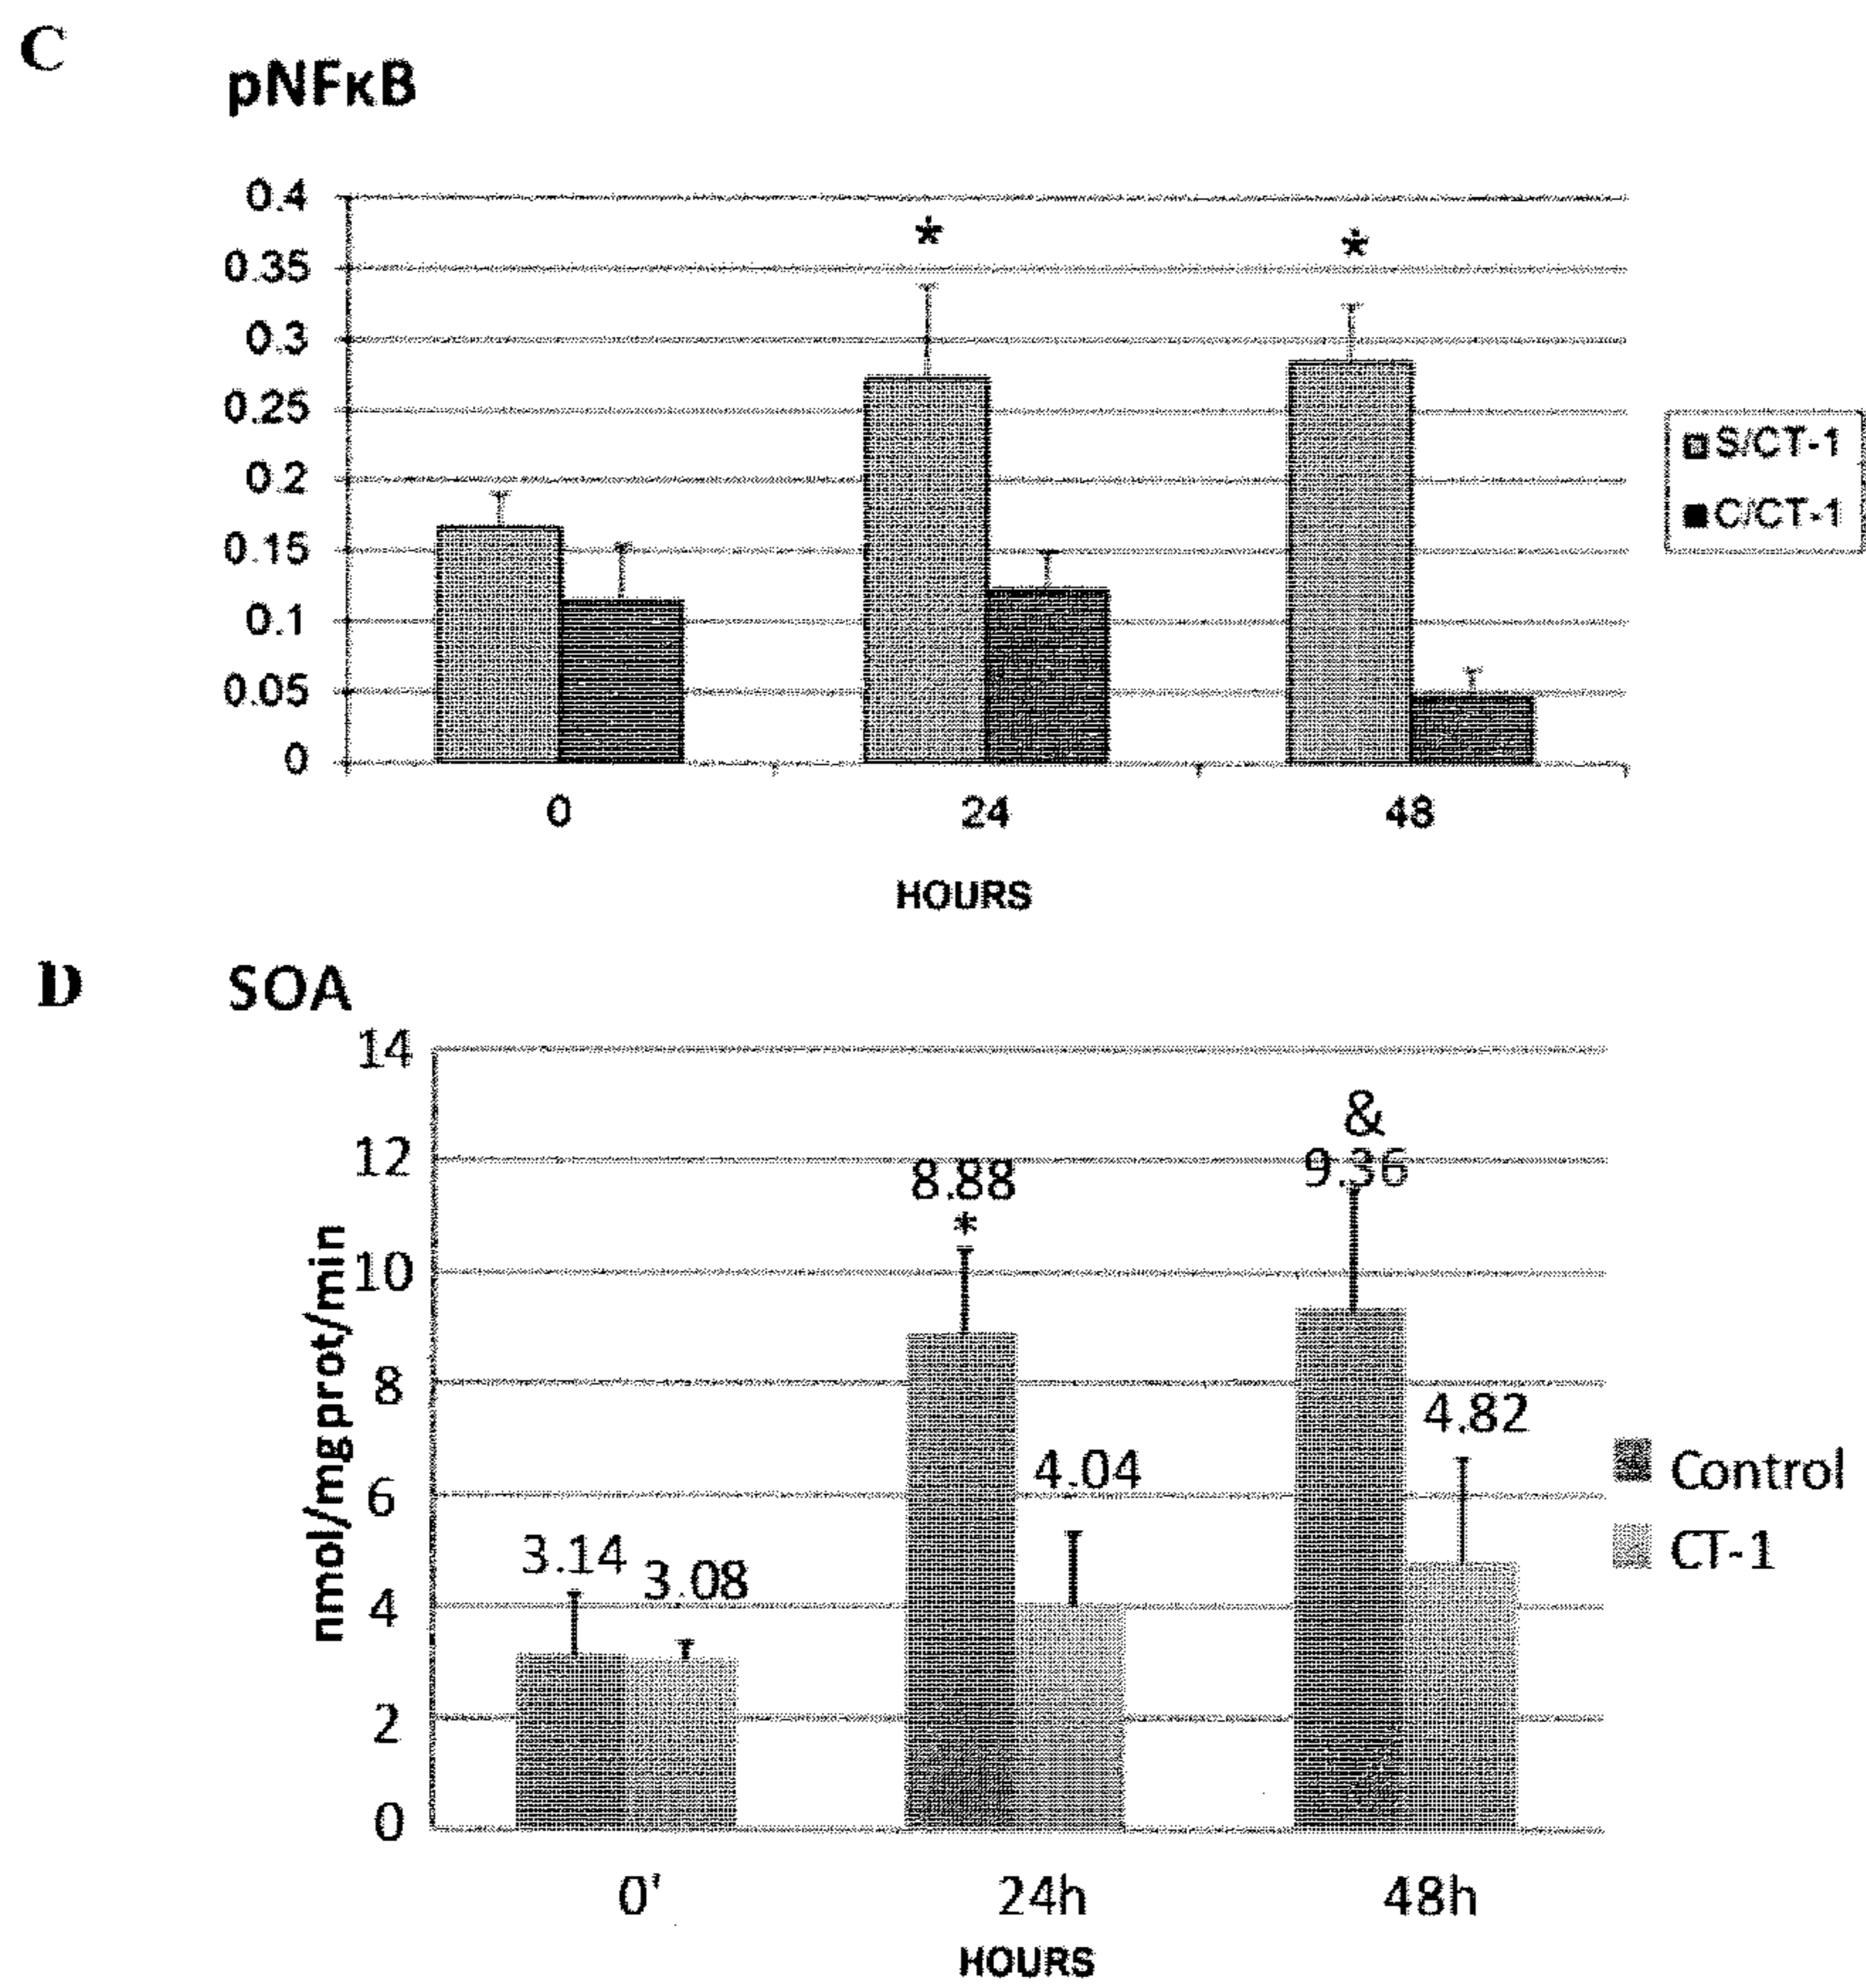 C
pNFκB
0.4
0.35
0.3
0.25
0.2
0.15
0.1
0.05
0
*
*
0
24
48
HOURS
S/CT-1
C/CT-1
D
SOA
nmol/mg prot/min
14
12
10
8
6
4
2
0
3.14
3.08
8.88
*
4.04
&
9.36
4.82
0'
24h
48h
HOURS
Control
CT-1